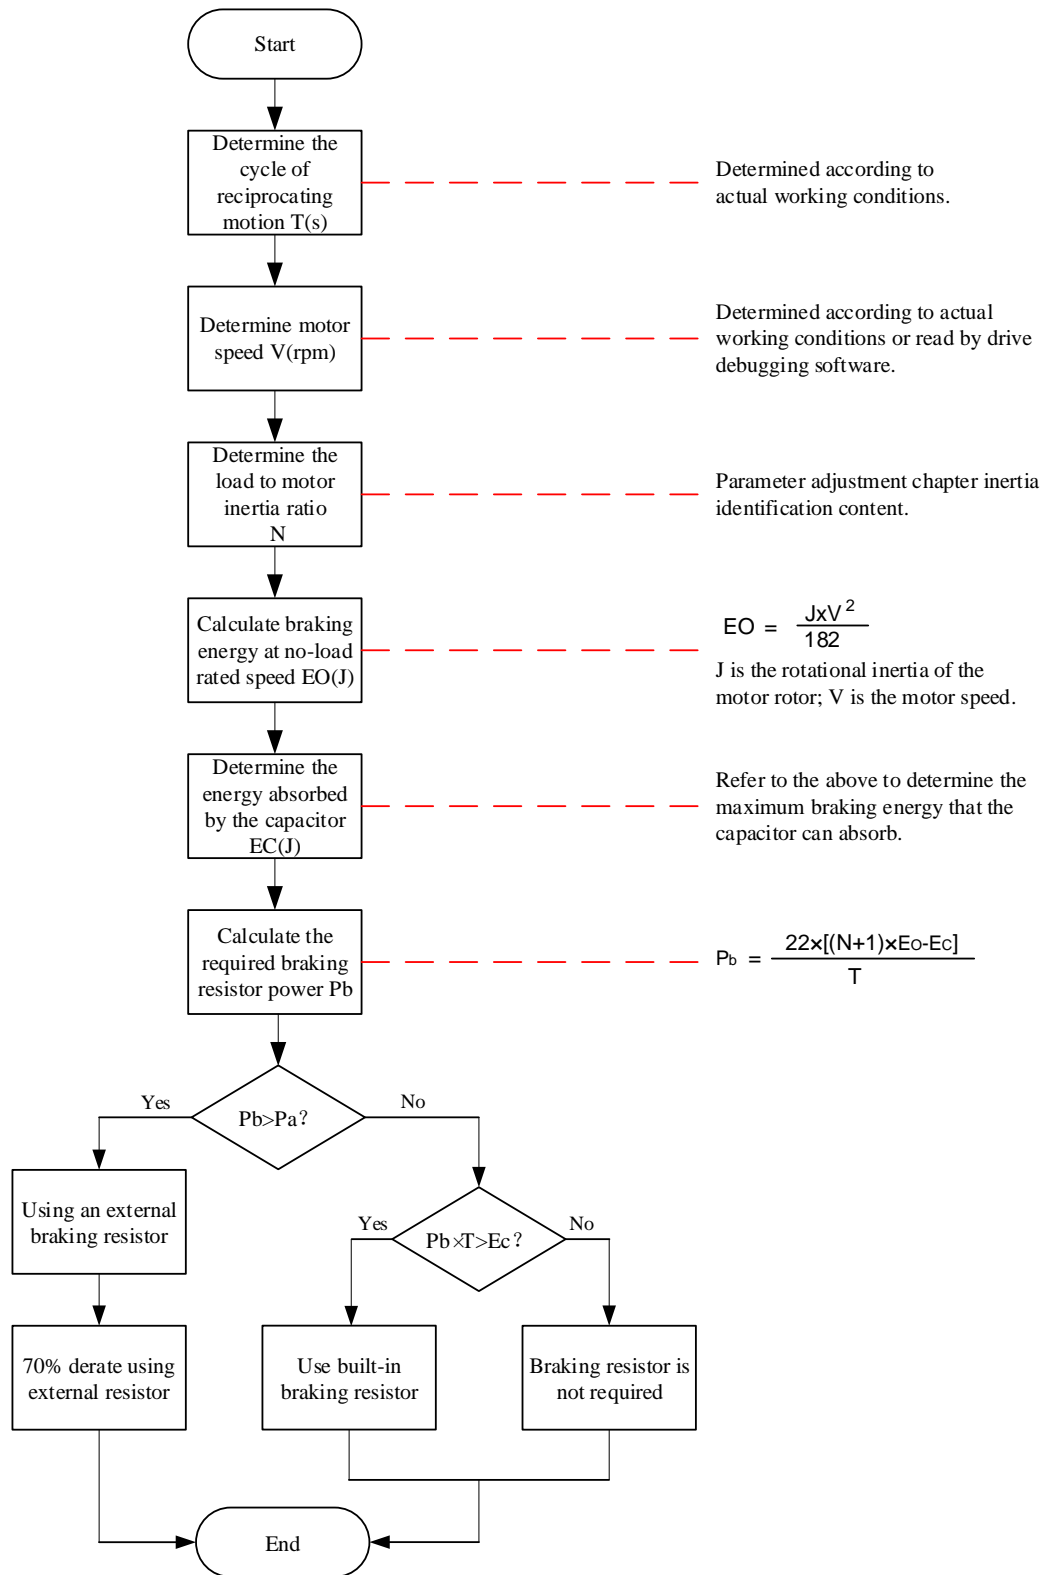 Start
Determine the
cycle of
reciprocating
motion T(s)
Determined according to
actual working conditions.
Determine motor
speed V(rpm)
Determined according to actual
working conditions or read by drive
debugging software.
Determine the
load to motor
inertia ratio
N
Parameter adjustment chapter inertia
identification content.
Calculate braking
energy at no-load
rated speed EO(J)
EO = JxV²
182
J is the rotational inertia of the
motor rotor; V is the motor speed.
Determine the
energy absorbed
by the capacitor
EC(J)
Refer to the above to determine the
maximum braking energy that the
capacitor can absorb.
Calculate the
required braking
resistor power Pb
Pb = 22×[(N+1)×EO-EC]
T
Pb>Pa?
Yes
No
Using an external
braking resistor
Pb×T>Ec?
Yes
No
70% derate using
external resistor
Use built-in
braking resistor
Braking resistor is
not required
End